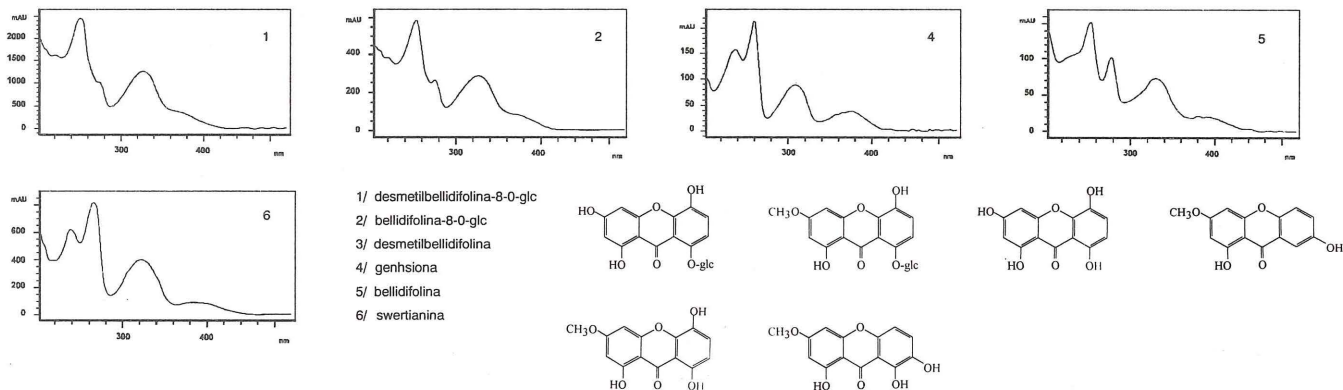 mAU
2000
1500
1000
500
0
300
400
nm
1
mAU
400
200
0
300
400
nm
2
mAU
200
150
100
50
0
300
400
nm
4
mAU
100
50
0
300
400
nm
5
mAU
800
600
400
200
0
300
400
nm
6
1/ desmetilbellidifolina-8-0-glc
2/ bellidifolina-8-0-glc
3/ desmetilbellidifolina
4/ genhsiona
5/ bellidifolina
6/ swertianina
OH
HO
O
HO
O
O-glc
OH
CH3O
O
HO
O
O-glc
OH
HO
O
HO
O
OH
CH3O
O
HO
O
OH
OH
CH3O
O
HO
O
OH
CH3O
O
OH
HO
O
OH